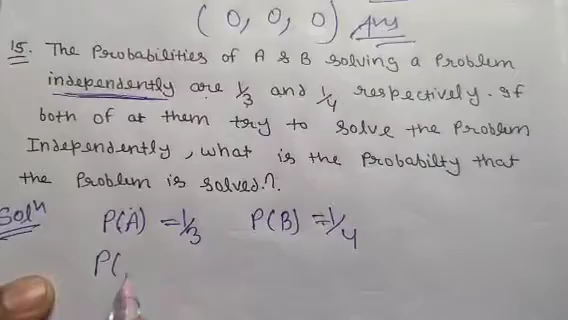 (0, 0, 0) Ans
15. The Probabilities of A & B solving a Problem
independently are 1/3 and 1/4 respectively. If
both of at them try to solve the Problem
Independently, what is the Probabilty that
the Problem is solved.?.
Solⁿ P(A) = 1/3 P(B) = 1/4
P(